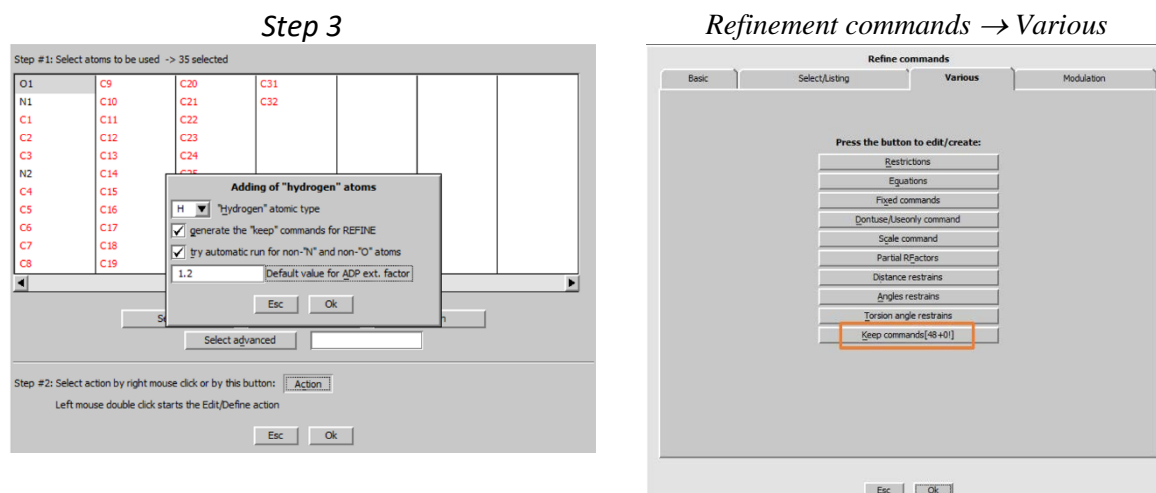 Step 3
Step #1: Select atoms to be used -> 35 selected
O1 C9 C20 C31
N1 C10 C21 C32
C1 C11 C22
C2 C12 C23
C3 C13 C24
N2 C14
C4 C15
C5 C16
C6 C17
C7 C18
C8 C19
Adding of "hydrogen" atoms
H "Hydrogen" atomic type
generate the "keep" commands for REFINE
try automatic run for non-"N" and non-"O" atoms
1.2 Default value for ADP ext. factor
Esc Ok
Select advanced
Step #2: Select action by right mouse click or by this button: Action
Left mouse double click starts the Edit/Define action
Esc Ok
Refinement commands → Various
Refine commands
Basic Select/Listing Various Modulation
Press the button to edit/create:
Restrictions
Equations
Fixed commands
Dontuse/Useonly command
Scale command
Partial RFactors
Distance restrains
Angles restrains
Torsion angle restrains
Keep commands[48+0!]
Esc Ok